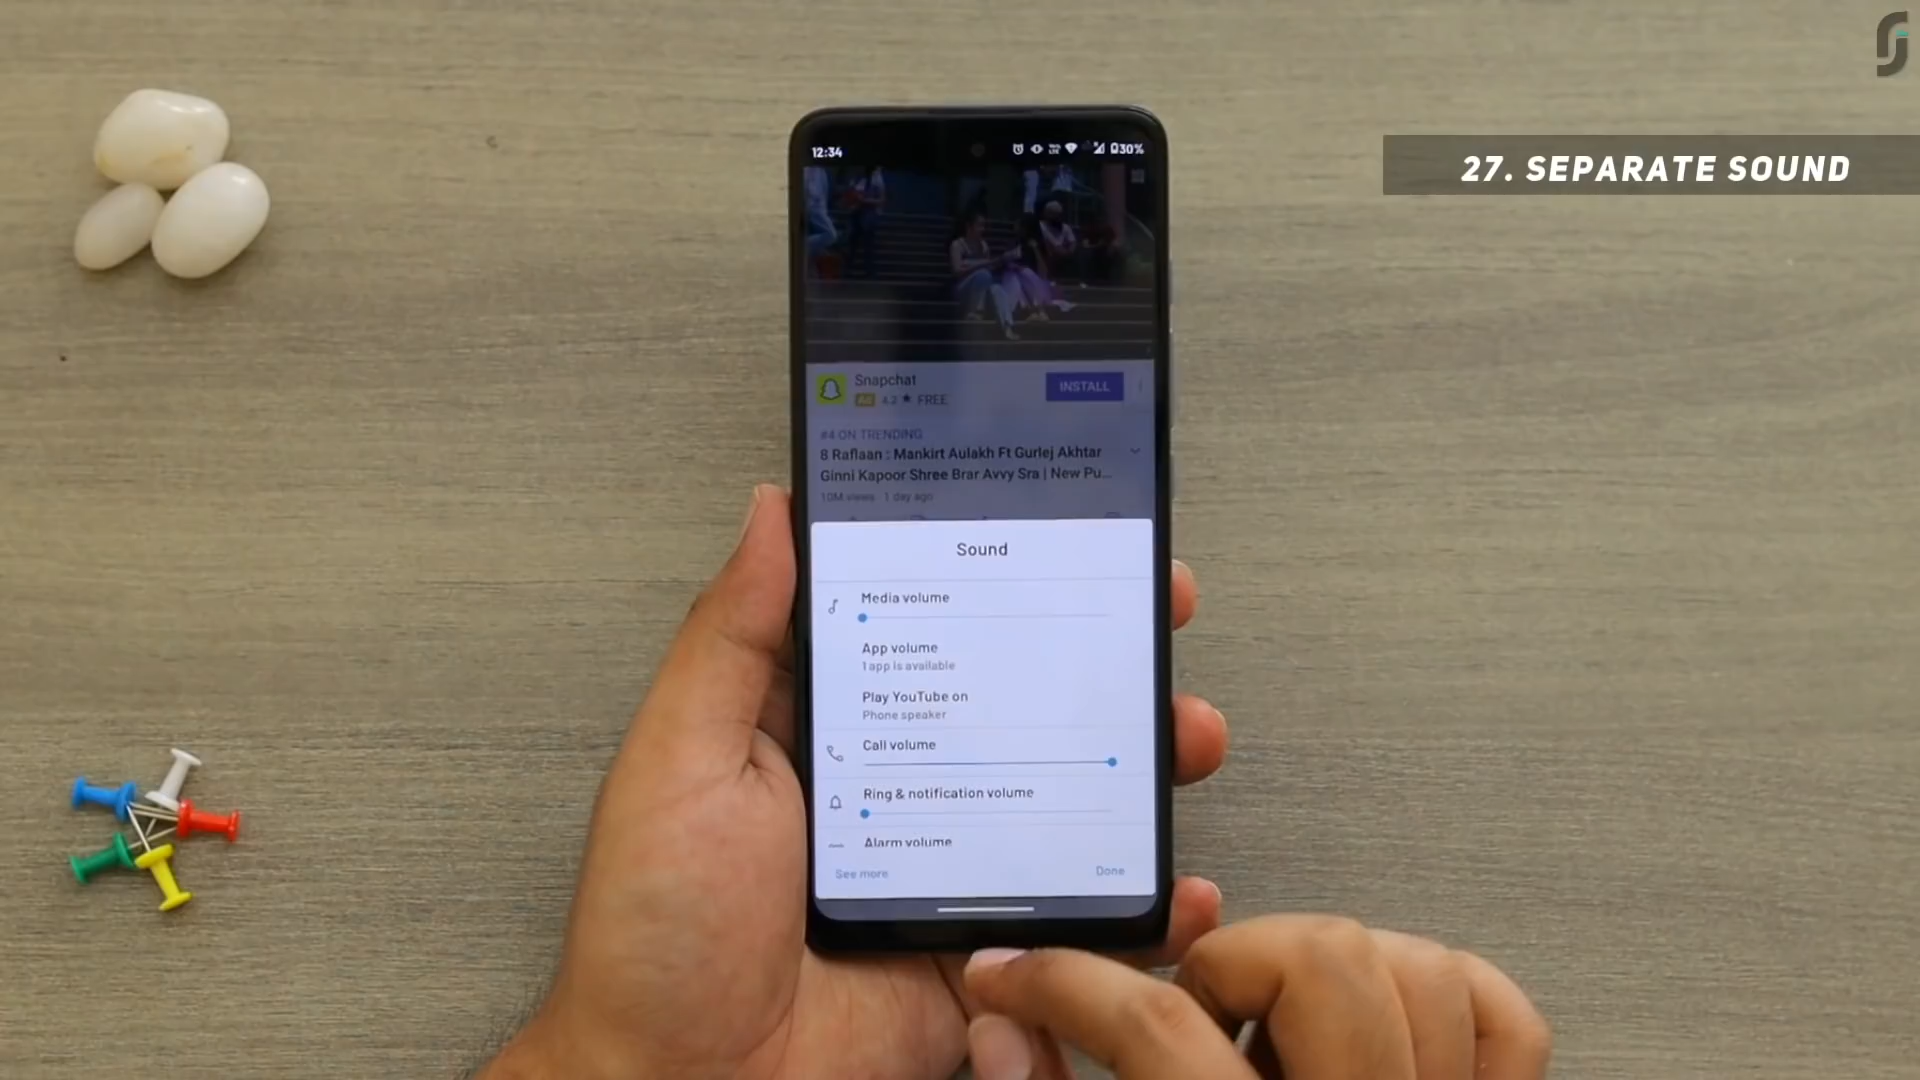 27. SEPARATE SOUND
12:34
30%
Snapchat
Ad 4.2 ★ FREE
INSTALL
#4 ON TRENDING
8 Raflaan : Mankirt Aulakh Ft Gurlej Akhtar
Ginni Kapoor Shree Brar Avvy Sra | New Pu...
10M views · 1 day ago
Sound
Media volume
App volume
1 app is available
Play YouTube on
Phone speaker
Call volume
Ring & notification volume
Alarm volume
See more
Done